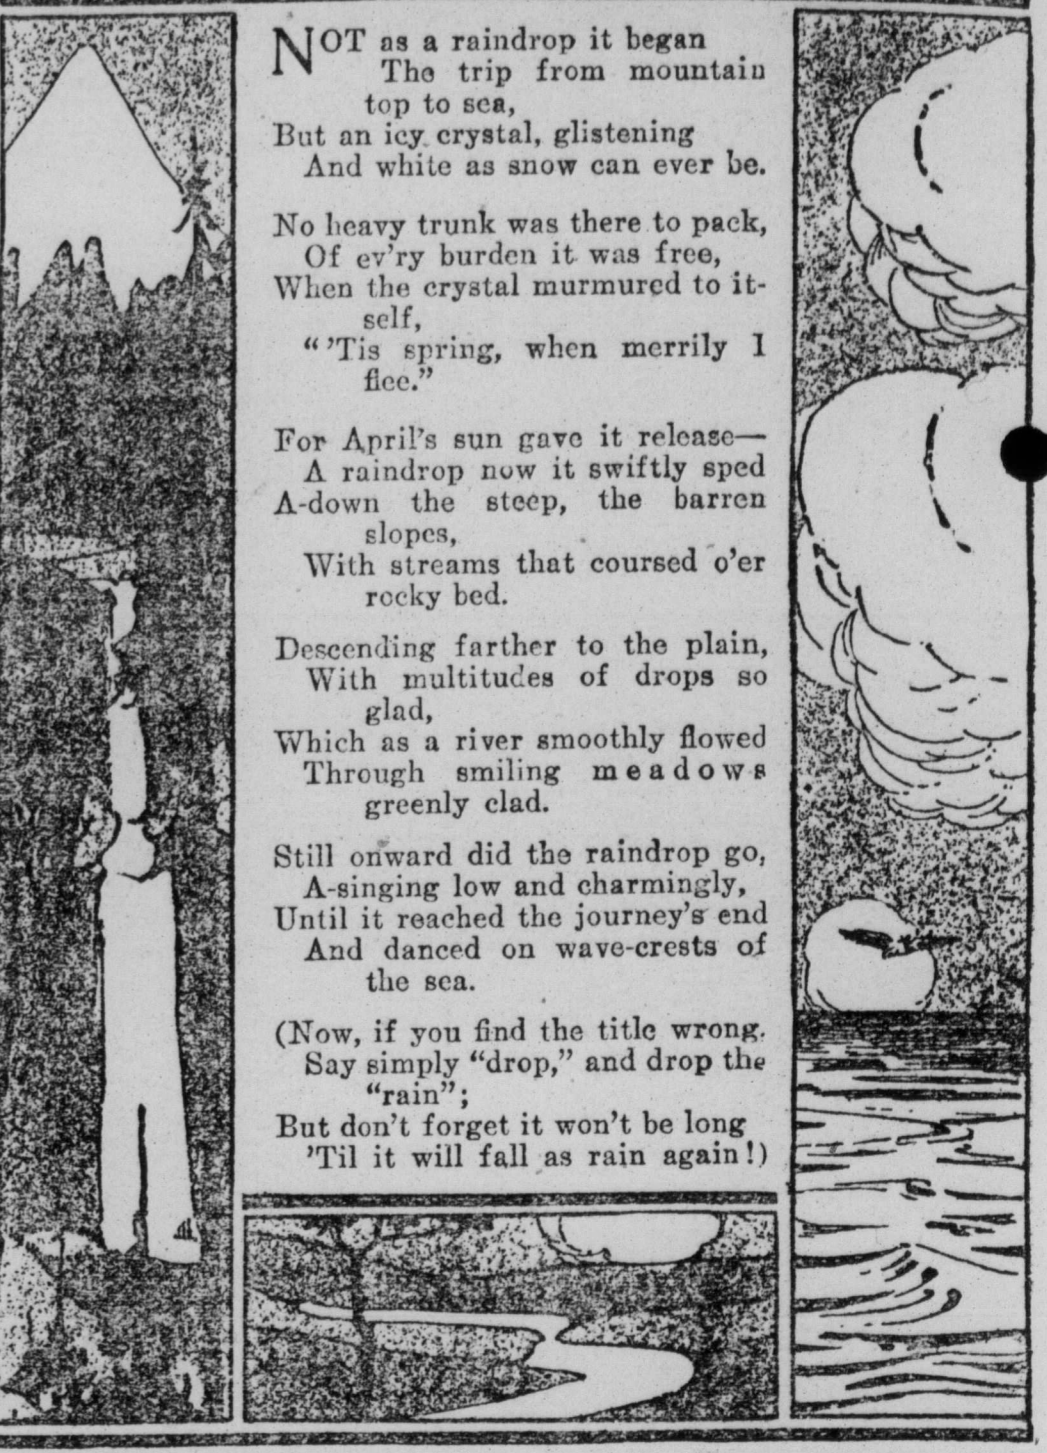 NOT as a raindrop it began
The trip from mountain
top to sea,
But an icy crystal, glistening
And white as snow can ever be.
No heavy trunk was there to pack,
Of ev'ry burden it was free,
When the crystal murmured to it-
self,
"'Tis spring, when merrily I
flee."
For April's sun gave it release—
A raindrop now it swiftly sped
A-down the steep, the barren
slopes,
With streams that coursed o'er
rocky bed.
Descending farther to the plain,
With multitudes of drops so
glad,
Which as a river smoothly flowed
Through smiling meadows
greenly clad.
Still onward did the raindrop go,
A-singing low and charmingly,
Until it reached the journey's end
And danced on wave-crests of
the sea.
(Now, if you find the title wrong.
Say simply "drop," and drop the
"rain";
But don't forget it won't be long
'Til it will fall as rain again!)